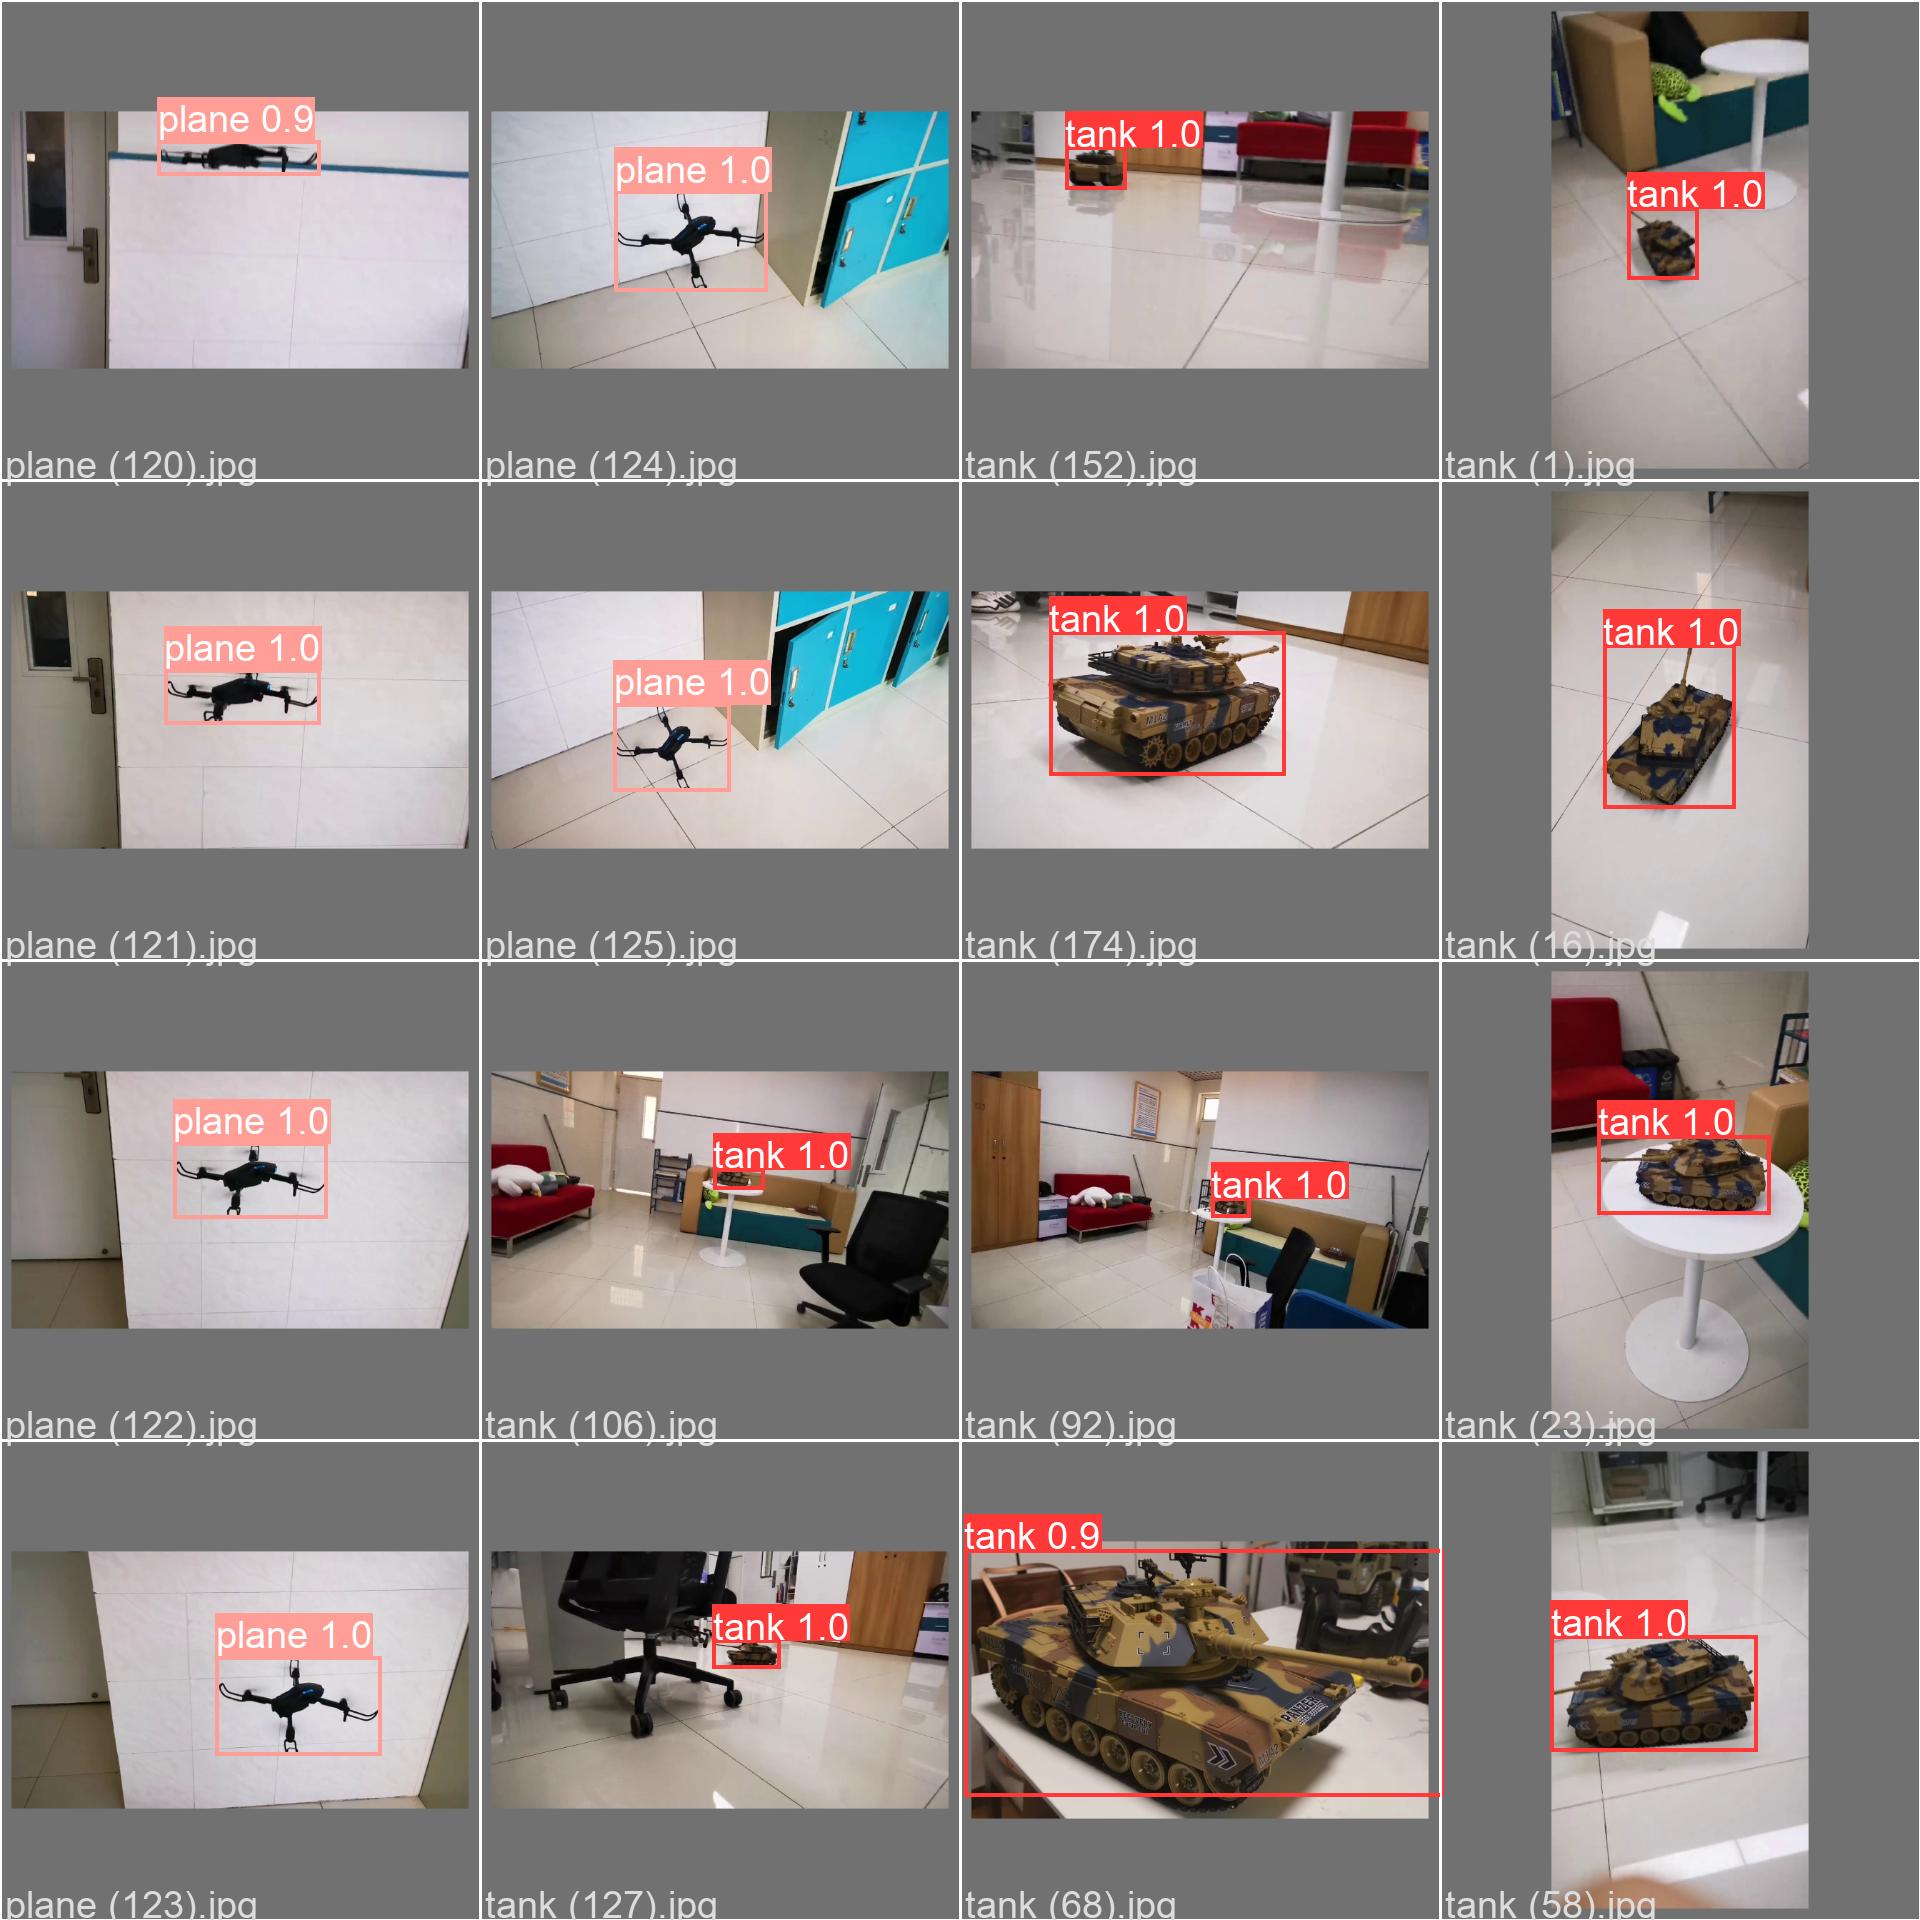 plane 0.9
plane (120).jpg
plane 1.0
plane (124).jpg
tank 1.0
tank (152).jpg
tank 1.0
tank (1).jpg
plane 1.0
plane (121).jpg
plane 1.0
plane (125).jpg
tank 1.0
tank (174).jpg
tank 1.0
tank (16).jpg
plane 1.0
plane (122).jpg
tank 1.0
tank (106).jpg
tank 1.0
tank (92).jpg
tank 1.0
tank (23).jpg
plane 1.0
plane (123).jpg
tank 1.0
tank (127).jpg
tank 0.9
PANZER
M1A2
tank (68).jpg
tank 1.0
tank (58).jpg